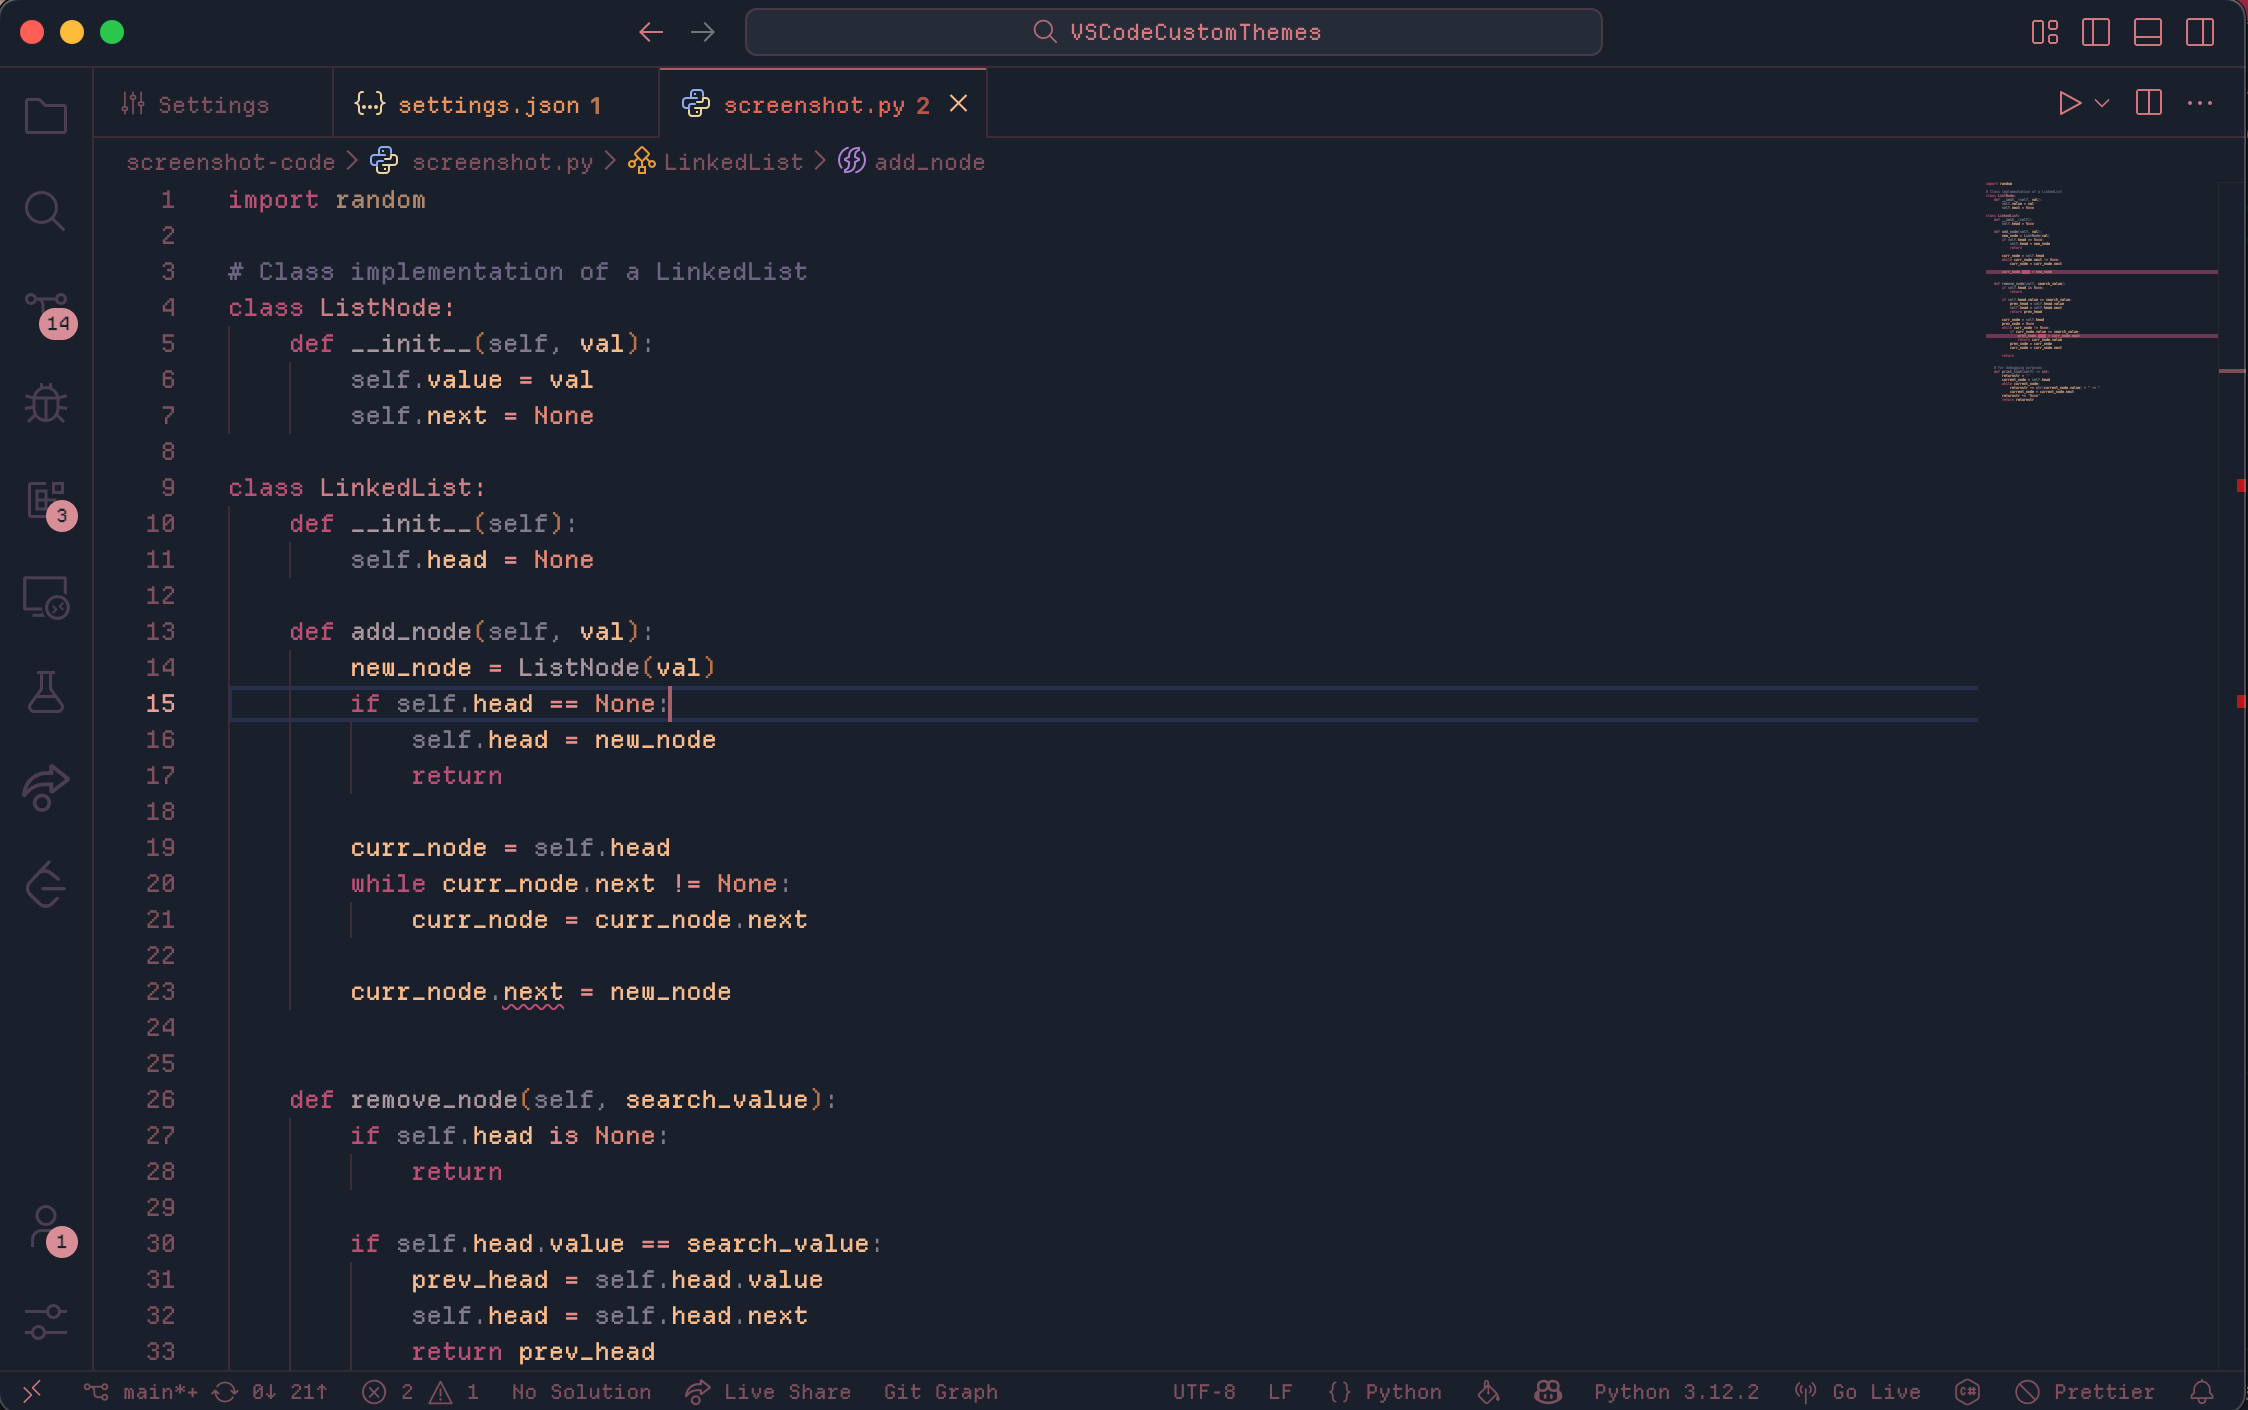 VSCodeCustomThemes
Settings
{...} settings.json 1
screenshot.py 2
screenshot-code > screenshot.py > LinkedList > add_node
1 import random
2
3 # Class implementation of a LinkedList
4 class ListNode:
5     def __init__(self, val):
6         self.value = val
7         self.next = None
8
9 class LinkedList:
10     def __init__(self):
11         self.head = None
12
13     def add_node(self, val):
14         new_node = ListNode(val)
15         if self.head == None:
16             self.head = new_node
17             return
18
19         curr_node = self.head
20         while curr_node.next != None:
21             curr_node = curr_node.next
22
23         curr_node.next = new_node
24
25
26     def remove_node(self, search_value):
27         if self.head is None:
28             return
29
30         if self.head.value == search_value:
31             prev_head = self.head.value
32             self.head = self.head.next
33             return prev_head
14
3
1
main*+ 0↓ 21↑ 2 1 No Solution Live Share Git Graph UTF-8 LF {} Python Python 3.12.2 Go Live C# Prettier